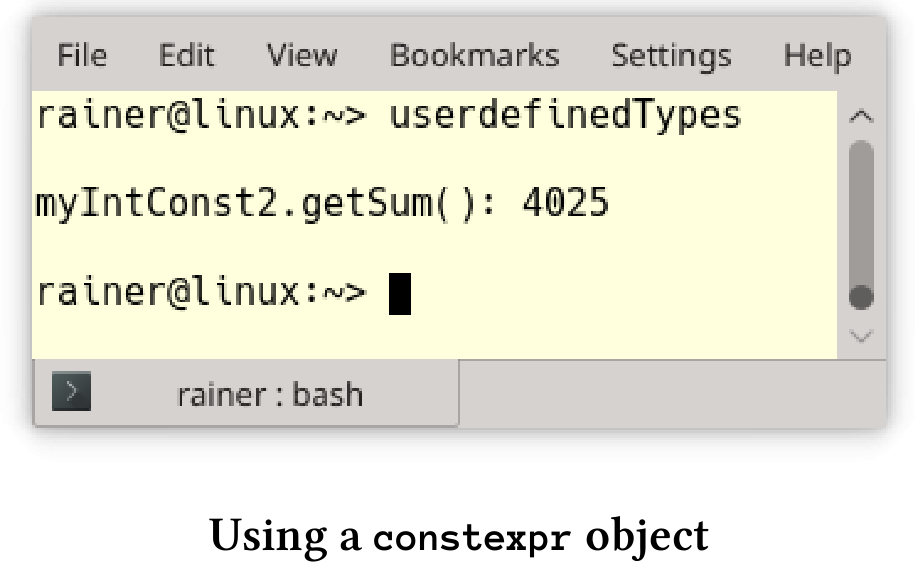 File Edit View Bookmarks Settings Help
rainer@linux:~> userdefinedTypes
myIntConst2.getSum(): 4025
rainer@linux:~>
rainer : bash
Using a constexpr object